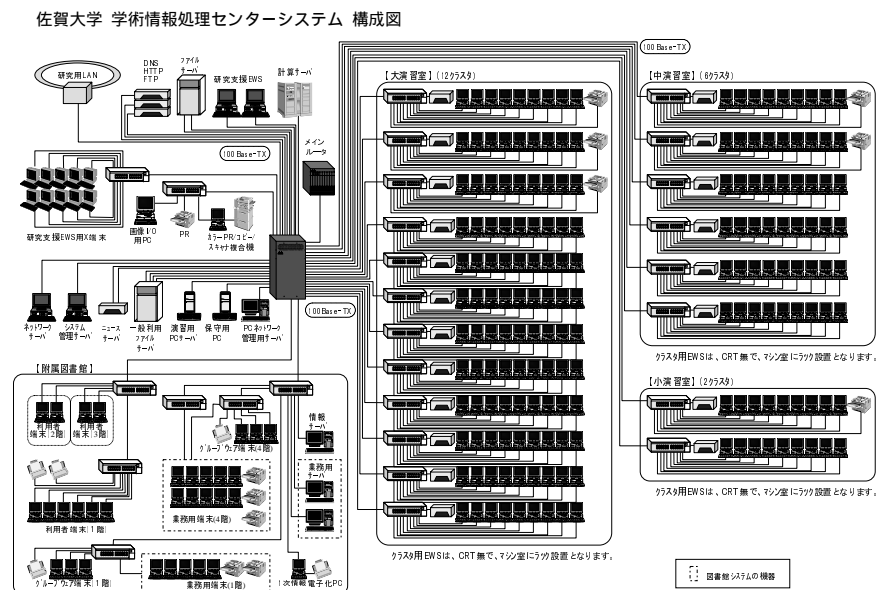 佐賀大学 学術情報処理センターシステム 構成図
研究用LAN
DNS
HTTP
FTP
ファイル
サーバ
研究支援EWS
計算サーバ
100 Base-TX
メイン
ルータ
100 Base-TX
研究支援EWS用X端末
画像I/O
用PC
PR
カラーPR/コピー/
スキャナ複合機
ネットワーク
サーバ
システム
管理サーバ
ニュース
サーバ
一般利用
ファイル
サーバ
演習用
PCサーバ
保守用
PC
PCネットワーク
管理用サーバ
100 Base-TX
【大演習室】(12クラスタ)
クラスタ用EWSは、CRT無で、マシン室にラック設置となります。
【中演習室】(6クラスタ)
クラスタ用EWSは、CRT無で、マシン室にラック設置となります。
【小演習室】(2クラスタ)
クラスタ用EWSは、CRT無で、マシン室にラック設置となります。
【附属図書館】
利用者
端末(2階)
利用者
端末(3階)
グループウェア端末(4階)
情報
サーバ
業務用
サーバ
利用者端末(1階)
業務用端末(4階)
グループウェア端末(1階)
業務用端末(1階)
1次情報電子化PC
図書館システムの機器